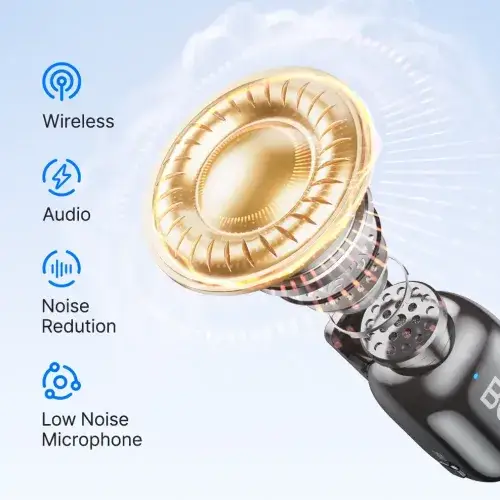 Wireless
Audio
Noise
Redution
Low Noise
Microphone